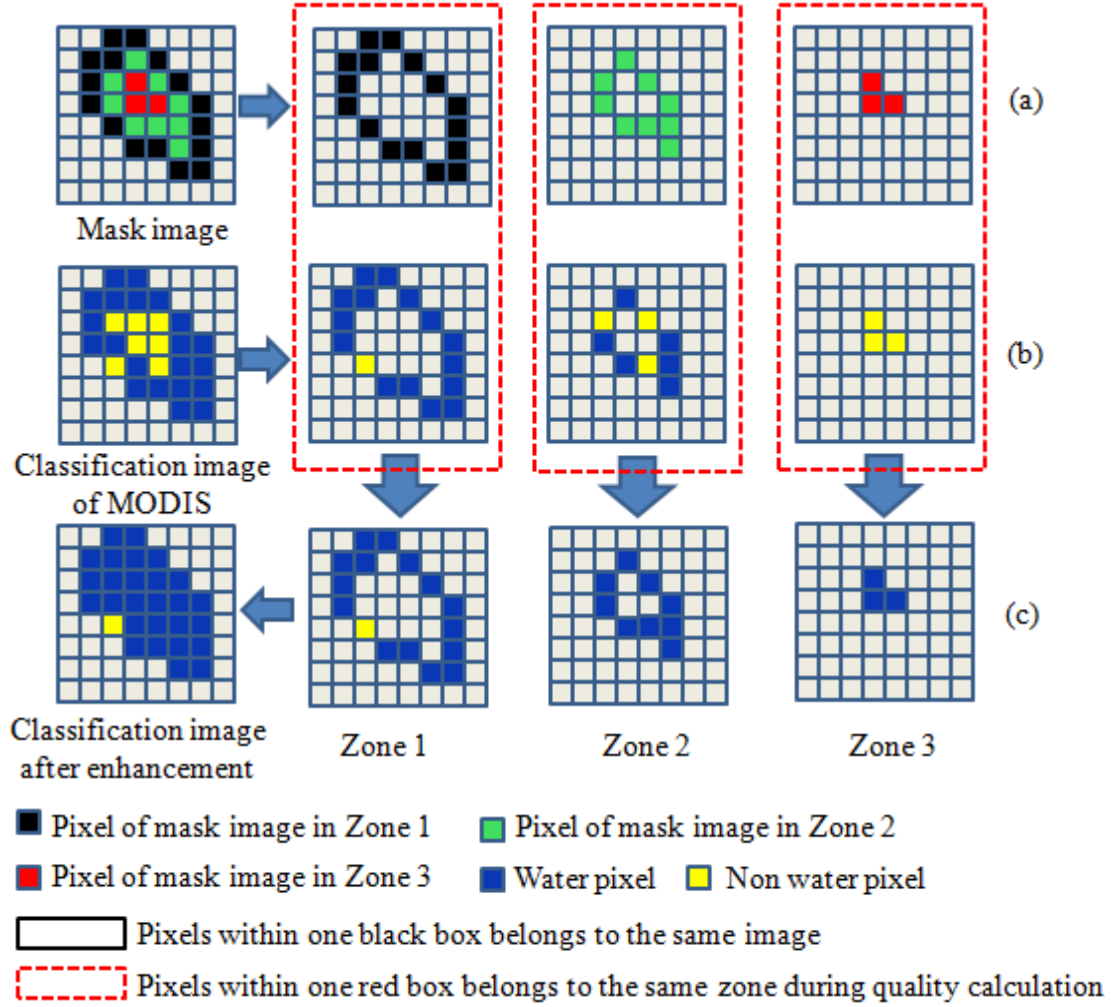 (a)
Mask image
(b)
Classification image
of MODIS
(c)
Classification image
after enhancement
Zone 1
Zone 2
Zone 3
Pixel of mask image in Zone 1
Pixel of mask image in Zone 2
Pixel of mask image in Zone 3
Water pixel
Non water pixel
Pixels within one black box belongs to the same image
Pixels within one red box belongs to the same zone during quality calculation